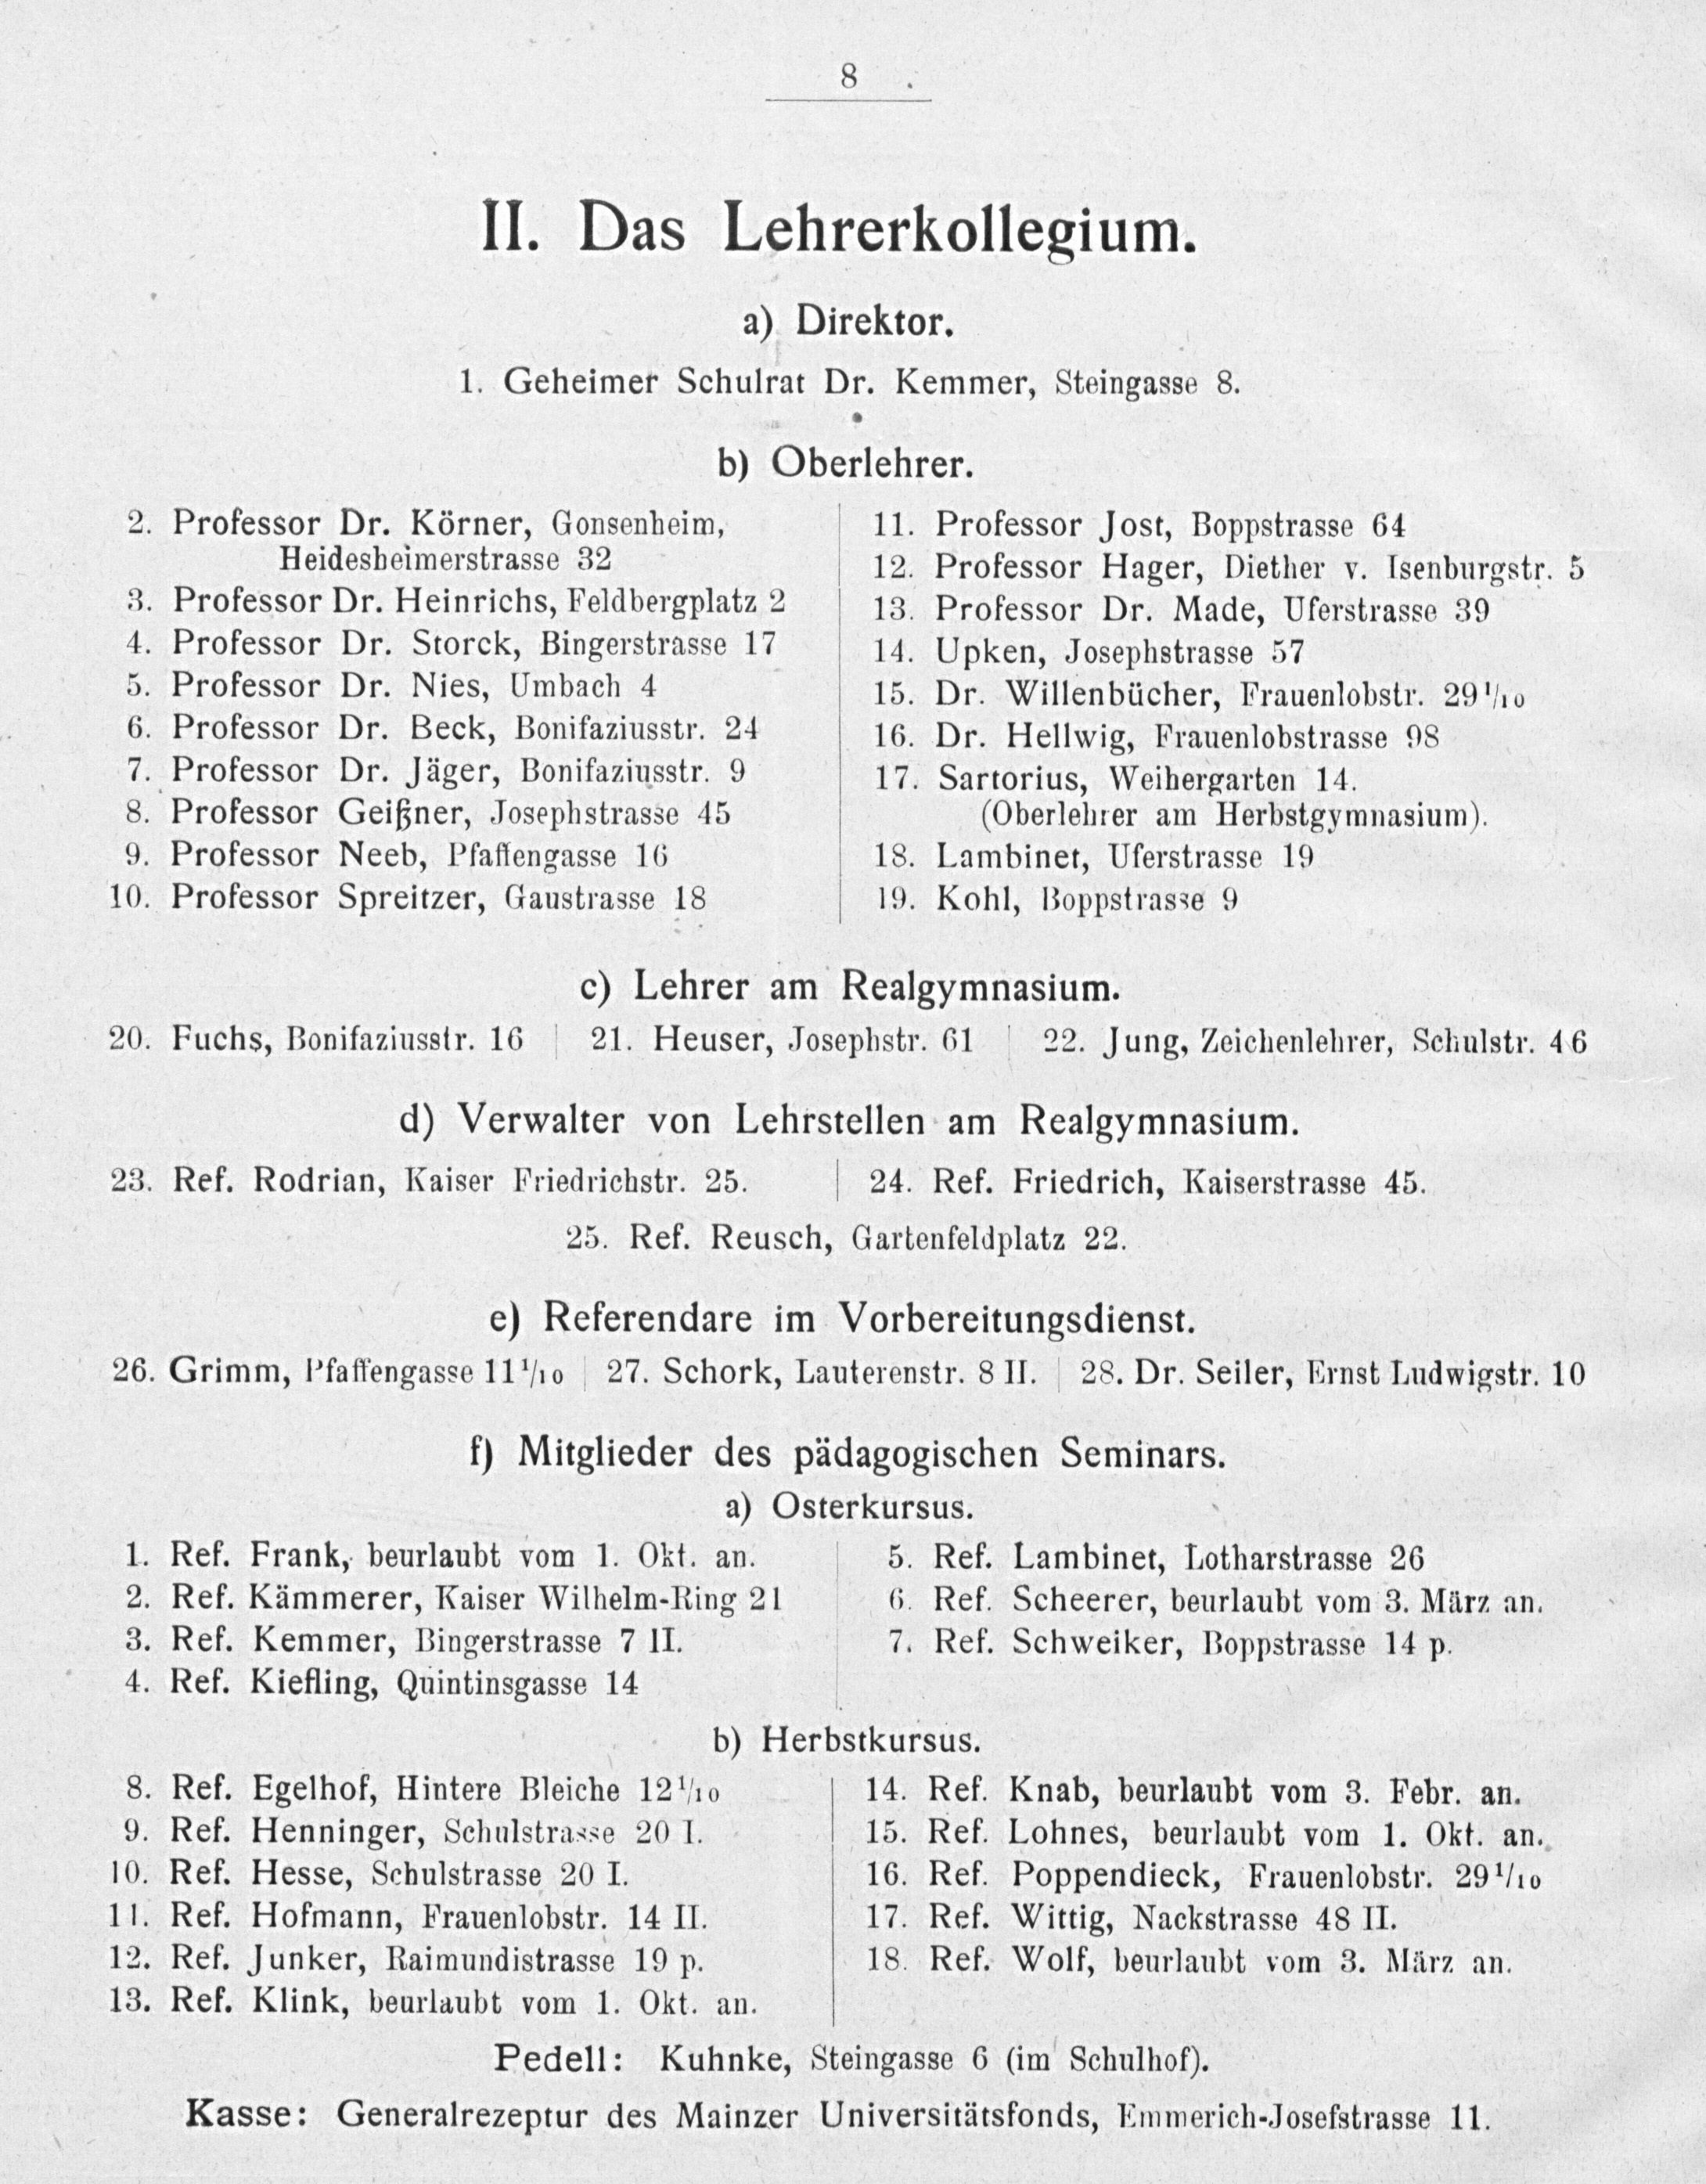 8
II. Das Lehrerkollegium.
a) Direktor.
1. Geheimer Schulrat Dr. Kemmer, Steingasse 8.
b) Oberlehrer.
2. Professor Dr. Körner, Gonsenheim,
Heidesheimerstrasse 32
3. Professor Dr. Heinrichs, Feldbergplatz 2
4. Professor Dr. Storck, Bingerstrasse 17
5. Professor Dr. Nies, Umbach 4
6. Professor Dr. Beck, Bonifaziusstr. 24
7. Professor Dr. Jäger, Bonifaziusstr. 9
8. Professor Geißner, Josephstrasse 45
9. Professor Neeb, Pfaffengasse 16
10. Professor Spreitzer, Gaustrasse 18
11. Professor Jost, Boppstrasse 64
12. Professor Hager, Diether v. Isenburgstr. 5
13. Professor Dr. Made, Uferstrasse 39
14. Upken, Josephstrasse 57
15. Dr. Willenbücher, Frauenlobstr. 29 1/10
16. Dr. Hellwig, Frauenlobstrasse 98
17. Sartorius, Weihergarten 14.
(Oberlehrer am Herbstgymnasium).
18. Lambinet, Uferstrasse 19
19. Kohl, Boppstrasse 9
c) Lehrer am Realgymnasium.
20. Fuchs, Bonifaziusstr. 16 | 21. Heuser, Josephstr. 61 | 22. Jung, Zeichenlehrer, Schulstr. 46
d) Verwalter von Lehrstellen am Realgymnasium.
23. Ref. Rodrian, Kaiser Friedrichstr. 25. | 24. Ref. Friedrich, Kaiserstrasse 45.
25. Ref. Reusch, Gartenfeldplatz 22.
e) Referendare im Vorbereitungsdienst.
26. Grimm, Pfaffengasse 11 1/10 | 27. Schork, Lauterenstr. 8 II. | 28. Dr. Seiler, Ernst Ludwigstr. 10
f) Mitglieder des pädagogischen Seminars.
a) Osterkursus.
1. Ref. Frank, beurlaubt vom 1. Okt. an.
2. Ref. Kämmerer, Kaiser Wilhelm-Ring 21
3. Ref. Kemmer, Bingerstrasse 7 II.
4. Ref. Kiefling, Quintinsgasse 14
5. Ref. Lambinet, Lotharstrasse 26
6. Ref. Scheerer, beurlaubt vom 3. März an.
7. Ref. Schweiker, Boppstrasse 14 p.
b) Herbstkursus.
8. Ref. Egelhof, Hintere Bleiche 12 1/10
9. Ref. Henninger, Schulstrasse 20 I.
10. Ref. Hesse, Schulstrasse 20 I.
11. Ref. Hofmann, Frauenlobstr. 14 II.
12. Ref. Junker, Raimundistrasse 19 p.
13. Ref. Klink, beurlaubt vom 1. Okt. an.
14. Ref. Knab, beurlaubt vom 3. Febr. an.
15. Ref. Lohnes, beurlaubt vom 1. Okt. an.
16. Ref. Poppendieck, Frauenlobstr. 29 1/10
17. Ref. Wittig, Nackstrasse 48 II.
18. Ref. Wolf, beurlaubt vom 3. März an.
Pedell: Kuhnke, Steingasse 6 (im Schulhof).
Kasse: Generalrezeptur des Mainzer Universitätsfonds, Emmerich-Josefstrasse 11.